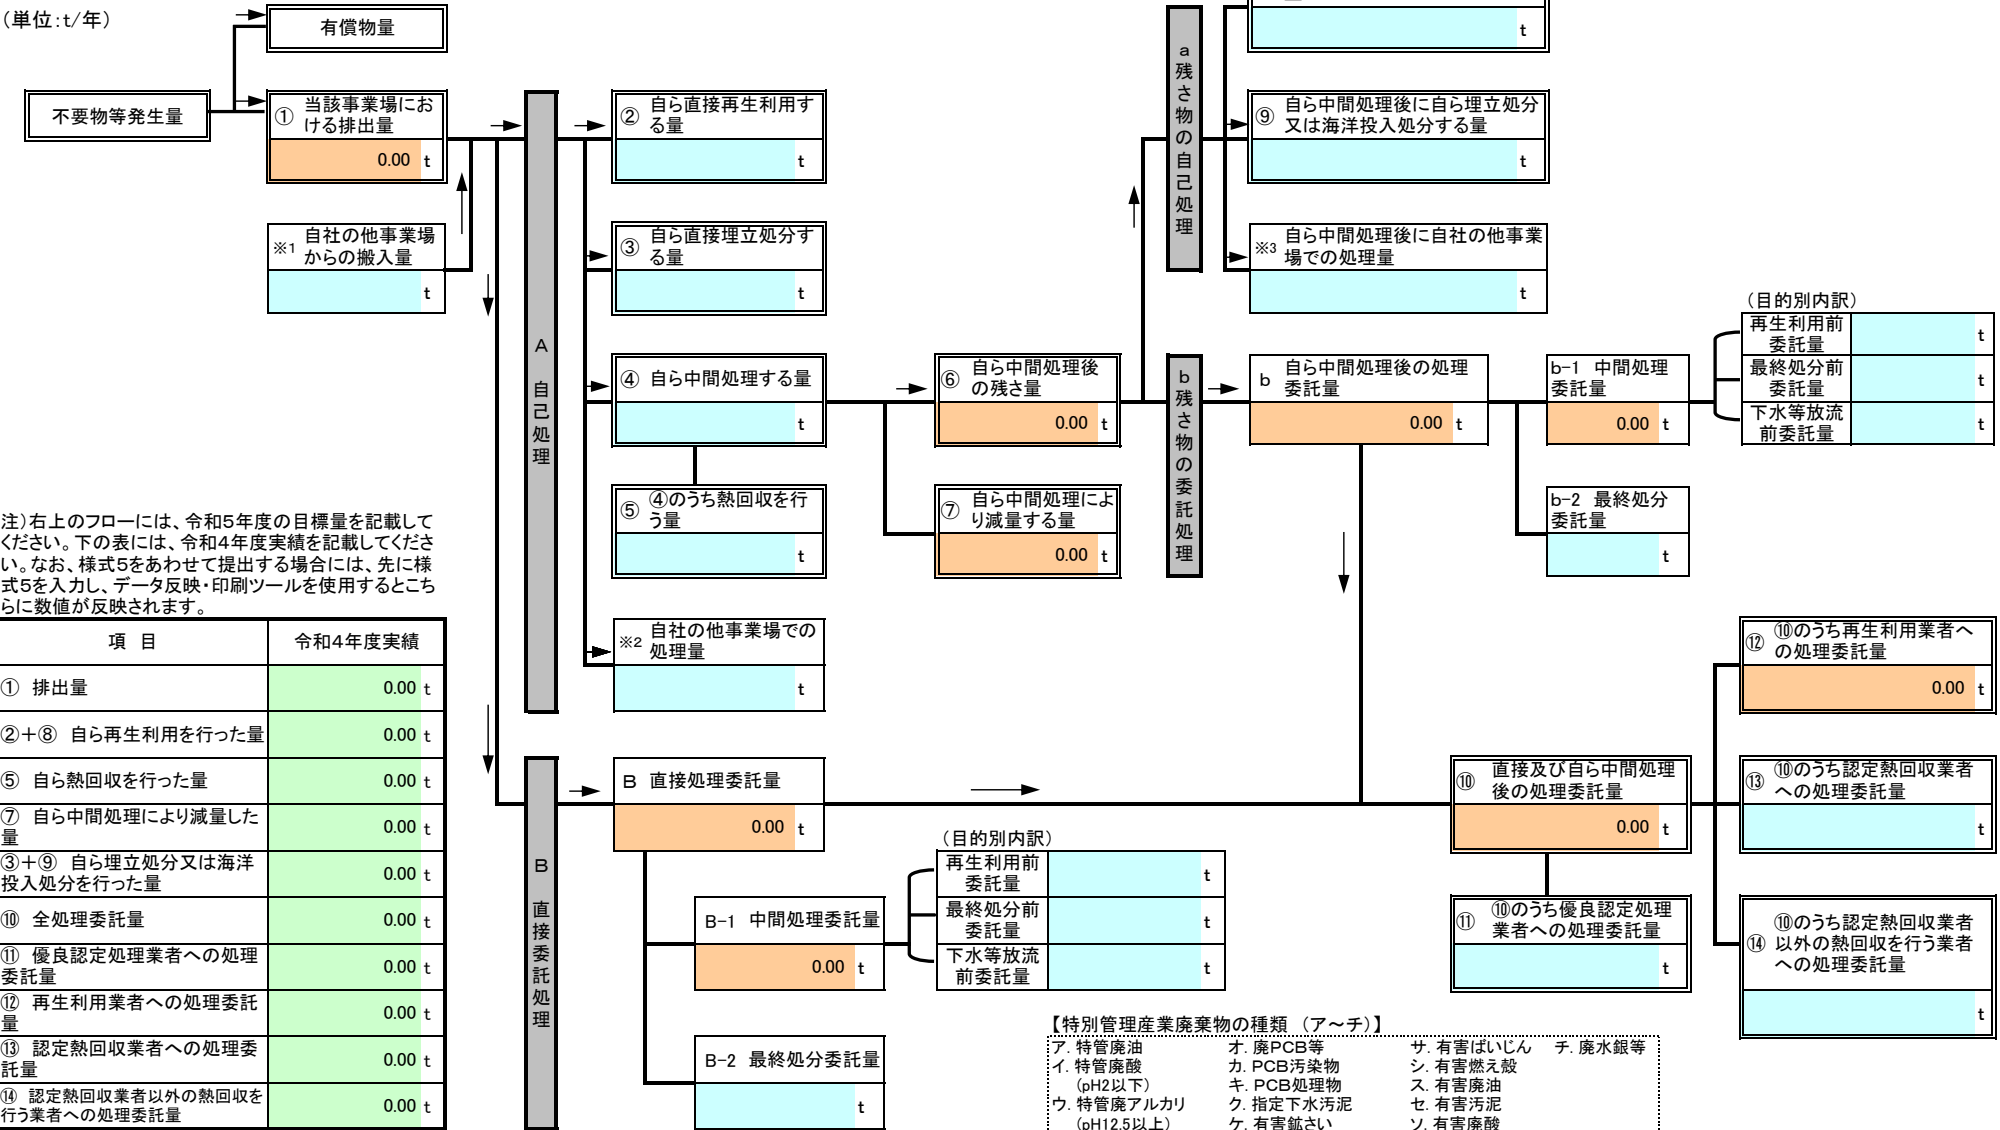 (単位:t/年)
有償物量
不要物等発生量
① 当該事業場にお
ける排出量
0.00 t
※1 自社の他事業場
からの搬入量
t
A 自己処理
② 自ら直接再生利用す
る量
t
③ 自ら直接埋立処分す
る量
t
④ 自ら中間処理する量
t
⑤ ④のうち熱回収を行
う量
t
※2 自社の他事業場での
処理量
t
⑥ 自ら中間処理後
の残さ量
0.00 t
⑦ 自ら中間処理によ
り減量する量
0.00 t
a 残さ物の自己処理
t
⑨ 自ら中間処理後に自ら埋立処分
又は海洋投入処分する量
t
※3 自ら中間処理後に自社の他事業
場での処理量
t
b 残さ物の委託処理
b 自ら中間処理後の処理
委託量
0.00 t
b-1 中間処理
委託量
0.00 t
(目的別内訳)
再生利用前
委託量
t
最終処分前
委託量
t
下水等放流
前委託量
t
b-2 最終処分
委託量
t
注)右上のフローには、令和5年度の目標量を記載して
ください。下の表には、令和4年度実績を記載してくださ
い。なお、様式5をあわせて提出する場合には、先に様
式5を入力し、データ反映・印刷ツールを使用するとこち
らに数値が反映されます。
項 目 令和4年度実績
① 排出量 0.00 t
②+⑧ 自ら再生利用を行った量 0.00 t
⑤ 自ら熱回収を行った量 0.00 t
⑦ 自ら中間処理により減量した
量 0.00 t
③+⑨ 自ら埋立処分又は海洋
投入処分を行った量 0.00 t
⑩ 全処理委託量 0.00 t
⑪ 優良認定処理業者への処理
委託量 0.00 t
⑫ 再生利用業者への処理委託
量 0.00 t
⑬ 認定熱回収業者への処理委
託量 0.00 t
⑭ 認定熱回収業者以外の熱回収を
行う業者への処理委託量 0.00 t
B 直接委託処理
B 直接処理委託量
0.00 t
B-1 中間処理委託量
0.00 t
(目的別内訳)
再生利用前
委託量
t
最終処分前
委託量
t
下水等放流
前委託量
t
B-2 最終処分委託量
t
⑩ 直接及び自ら中間処理
後の処理委託量
0.00 t
⑪ ⑩のうち優良認定処理
業者への処理委託量
t
⑫ ⑩のうち再生利用業者へ
の処理委託量
0.00 t
⑬ ⑩のうち認定熱回収業者
への処理委託量
t
⑭ ⑩のうち認定熱回収業者
以外の熱回収を行う業者
への処理委託量
t
【特別管理産業廃棄物の種類 (ア~チ)】
ア. 特管廃油 オ. 廃PCB等 サ. 有害ばいじん チ. 廃水銀等
イ. 特管廃酸 カ. PCB汚染物 シ. 有害燃え殻
(pH2以下) キ. PCB処理物 ス. 有害廃油
ウ. 特管廃アルカリ ク. 指定下水汚泥 セ. 有害汚泥
(pH12.5以上) ケ. 有害鉱さい ソ. 有害廃酸